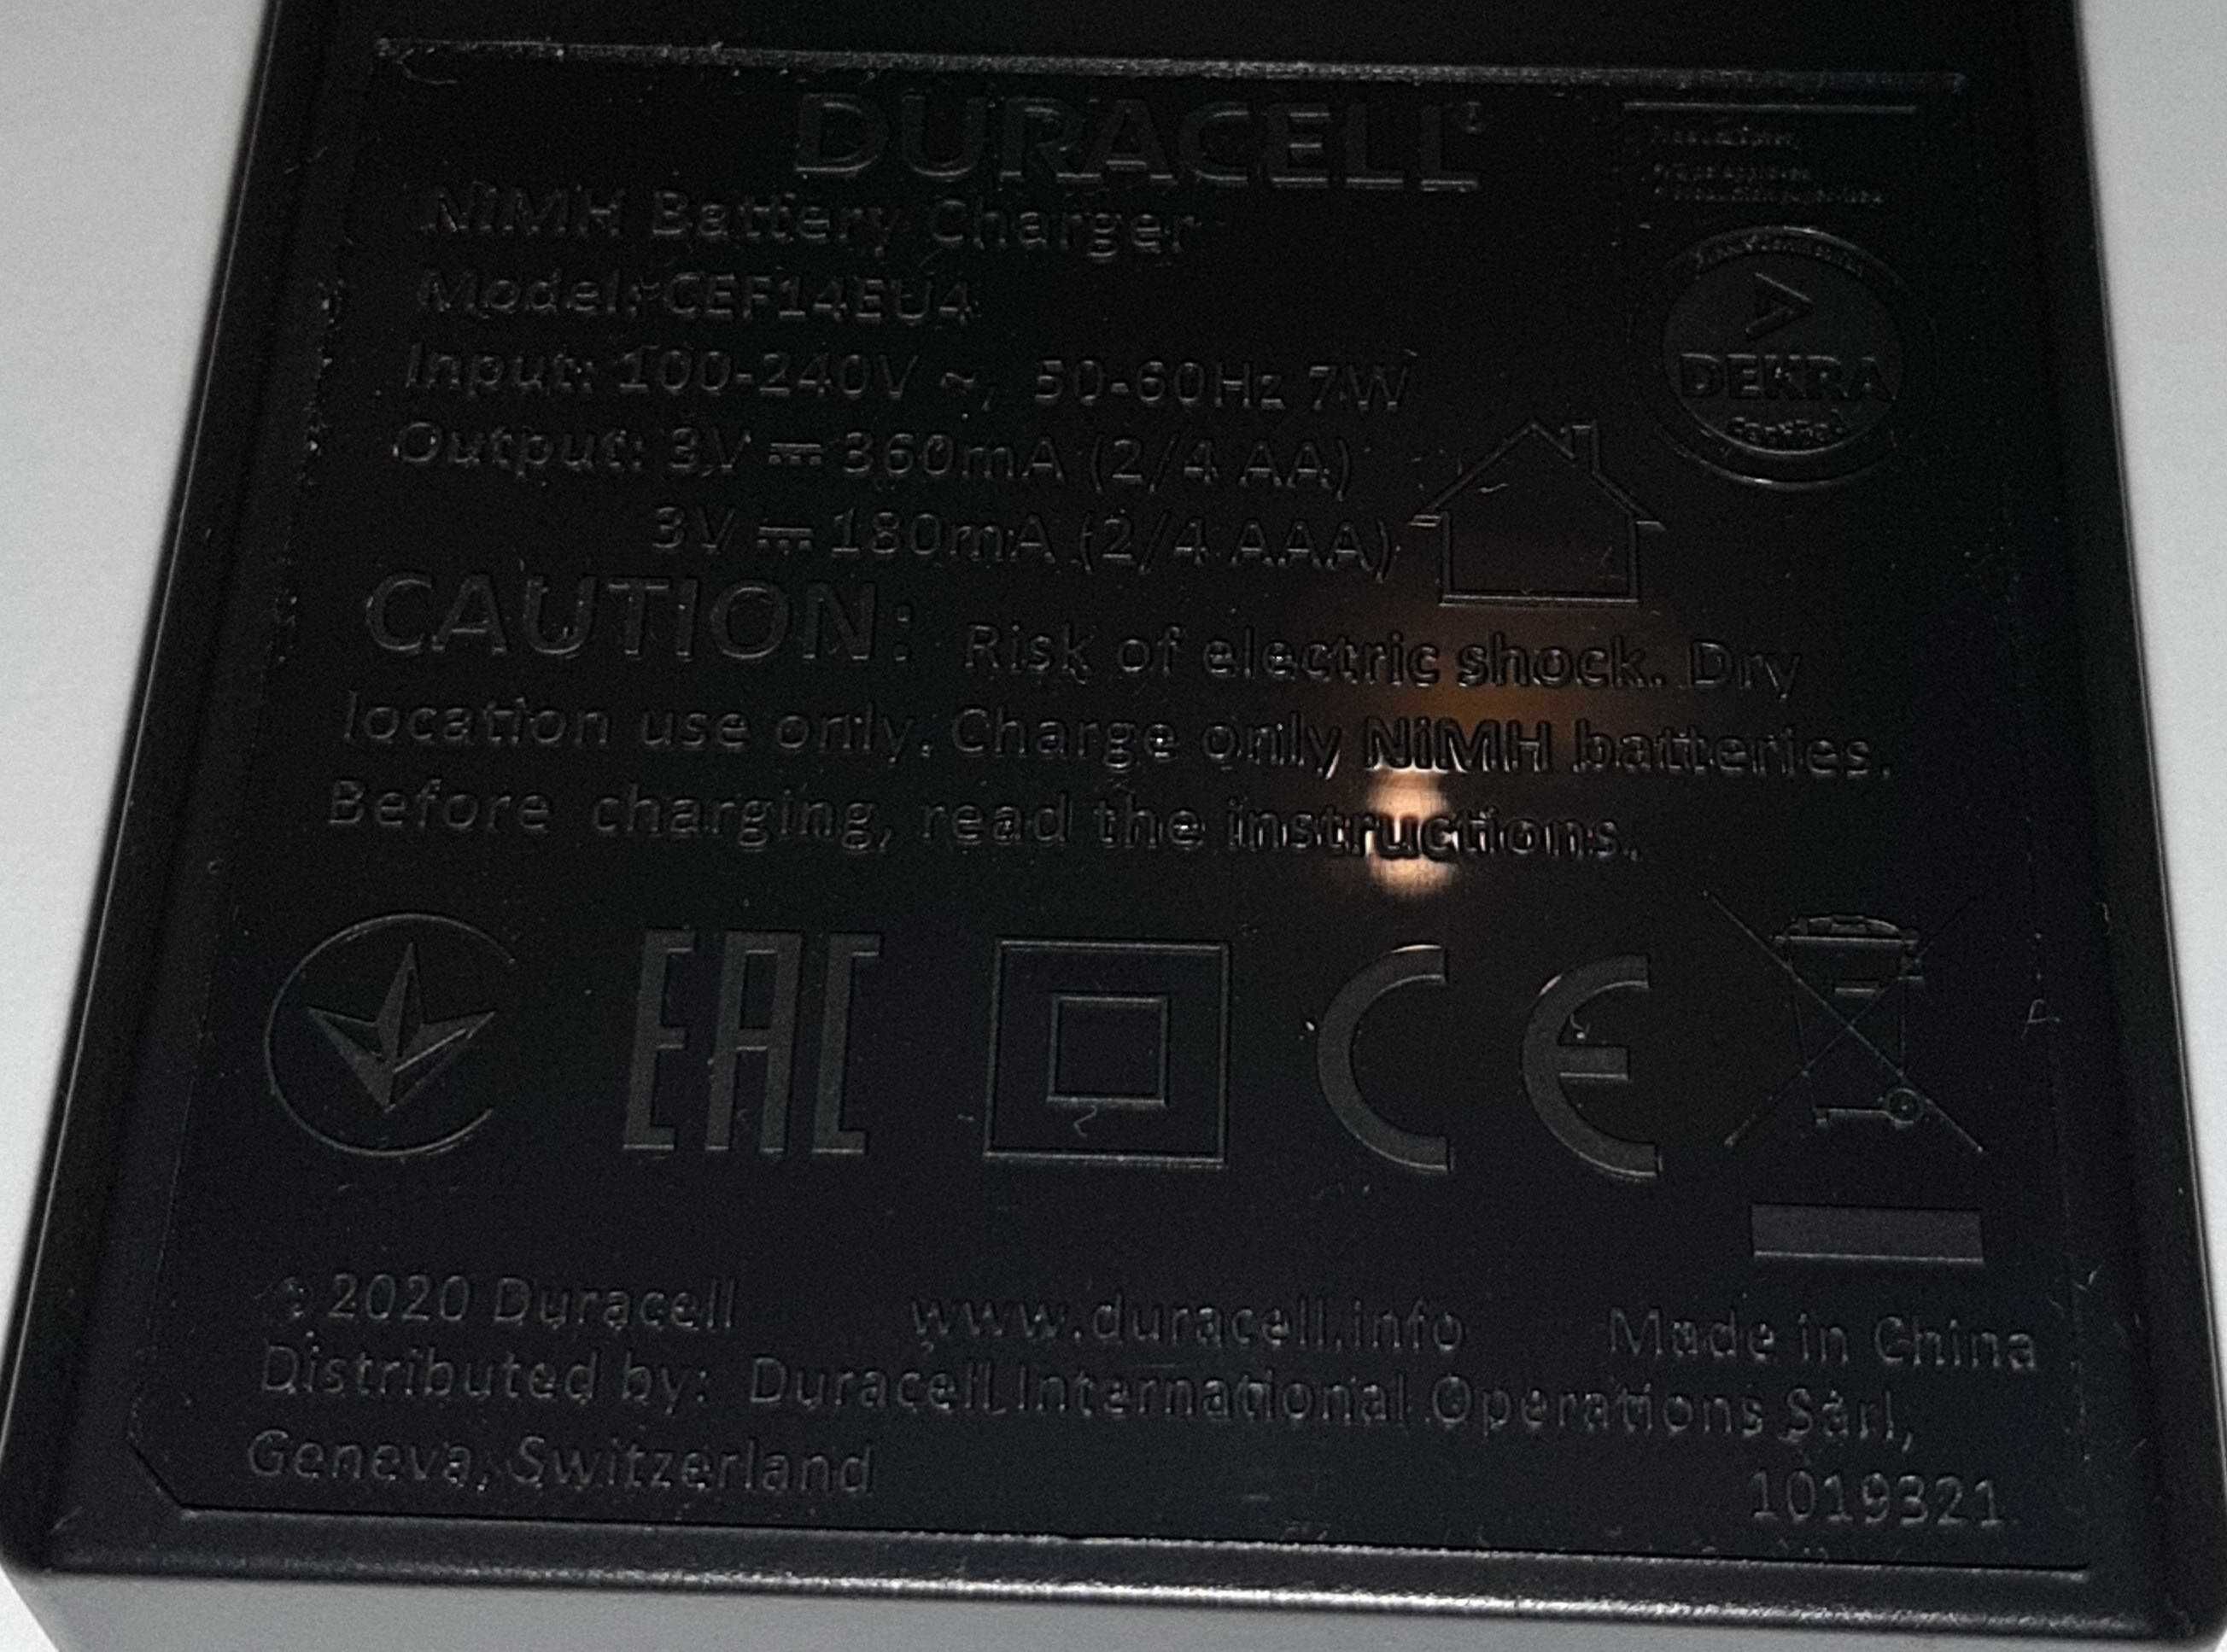 DURACELL
NiMH Battery Charger
Model: CEF14EU4
Input: 100-240V ~, 50-60Hz 7W
Output: 3V ⎓ 360mA (2/4 AA)
3V ⎓ 180mA (2/4 AAA)
DEKRA
CAUTION: Risk of electric shock. Dry
location use only. Charge only NiMH batteries.
Before charging, read the instructions.
EAC
CE
© 2020 Duracell www.duracell.info Made in China
Distributed by: Duracell International Operations Sàrl,
Geneva, Switzerland
1019321